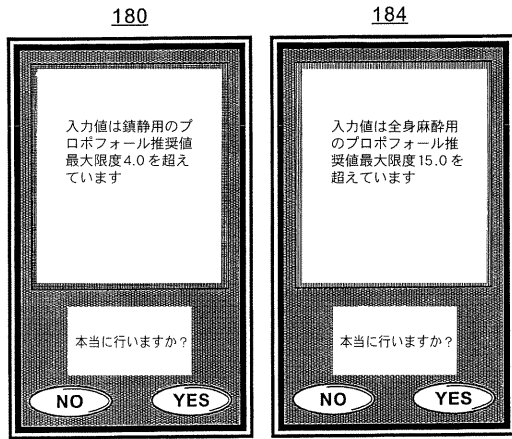 180
入力値は鎮静用のプ
ロポフォール推奨値
最大限度4.0を超え
ています
本当に行いますか？
NO
YES
184
入力値は全身麻酔用
のプロポフォール推
奨値最大限度15.0を
超えています
本当に行いますか？
NO
YES